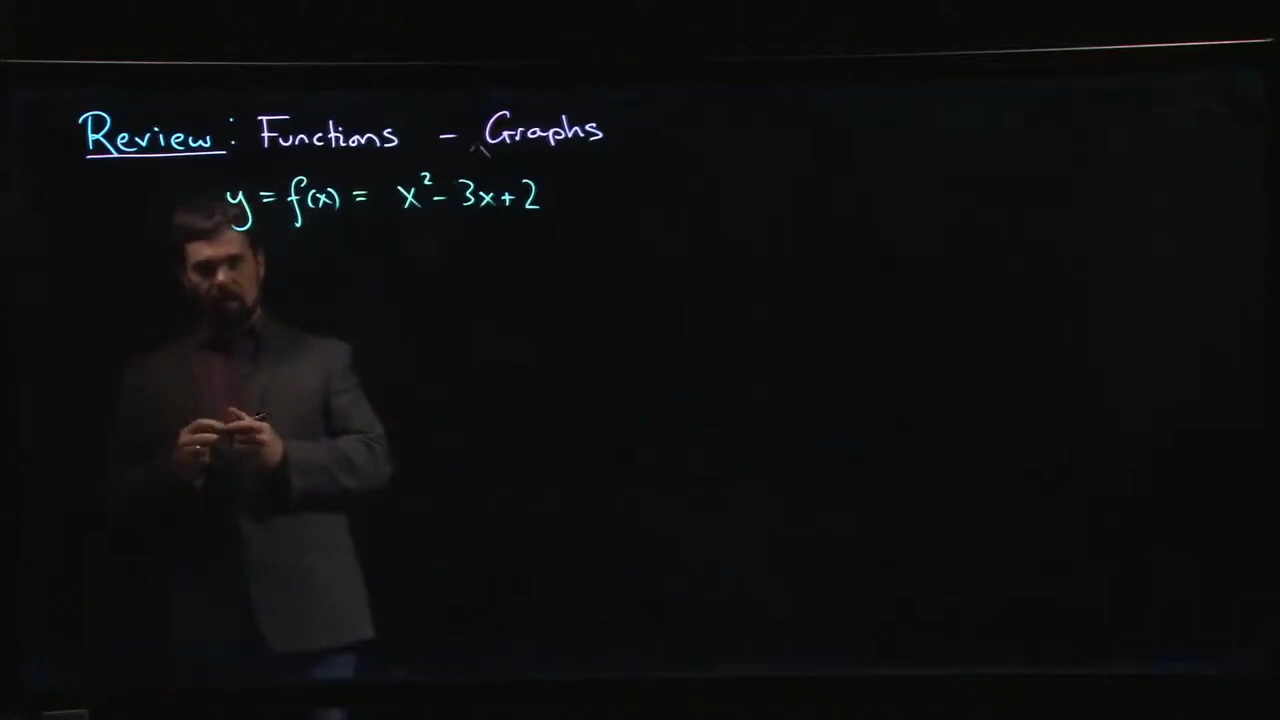 Review: Functions - Graphs
y = f(x) = x² - 3x + 2